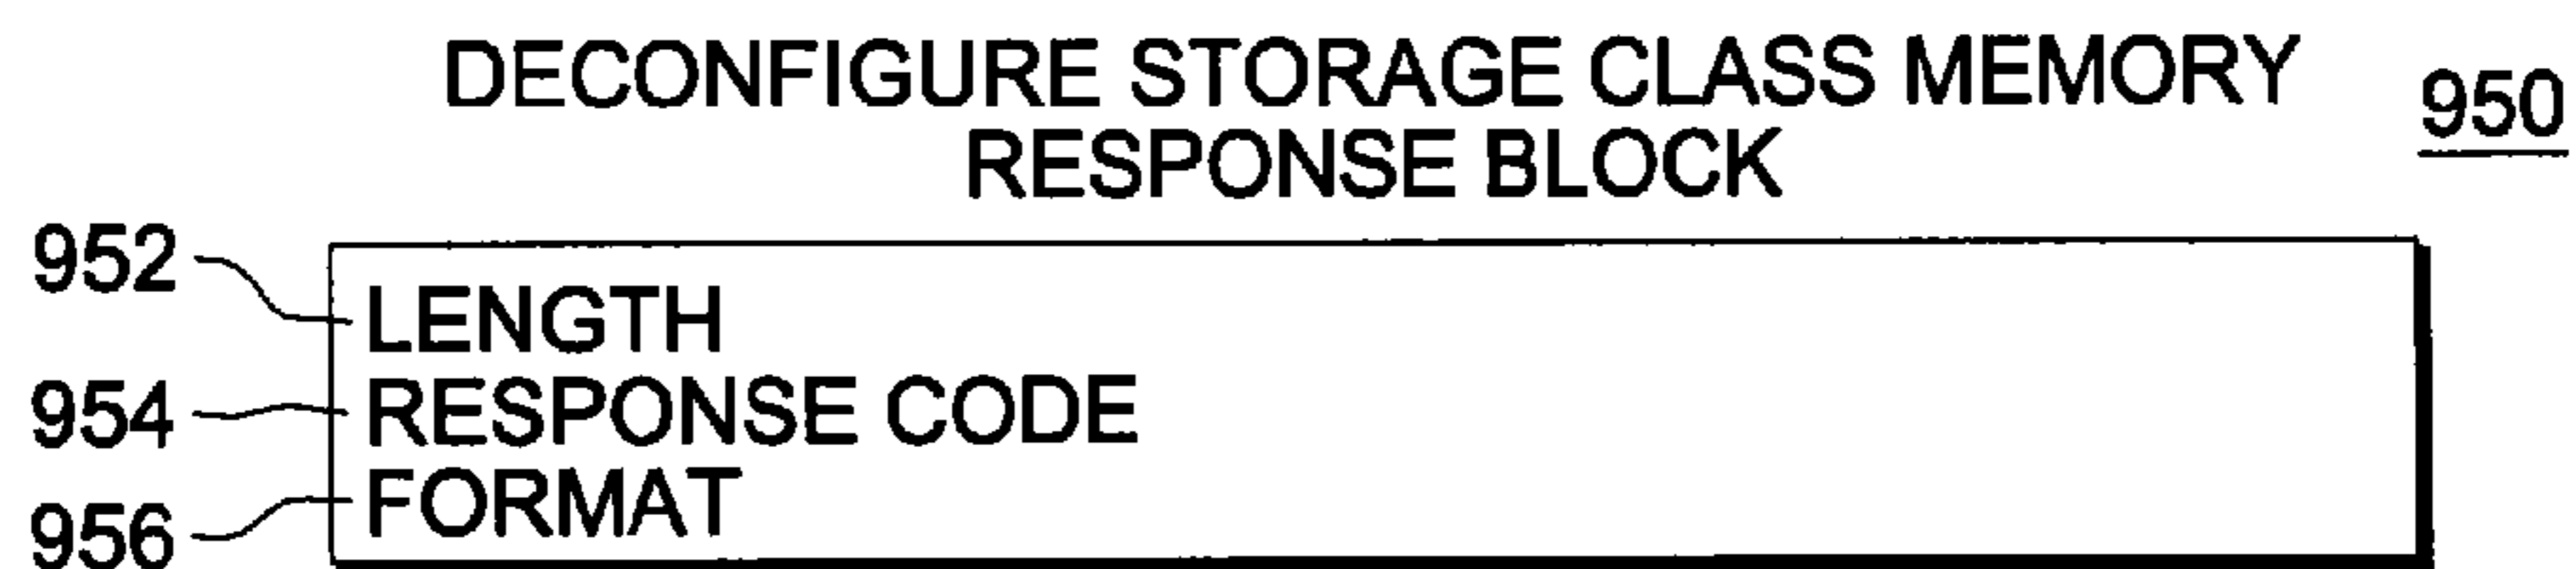 DECONFIGURE STORAGE CLASS MEMORY
RESPONSE BLOCK
950
952
LENGTH
954
RESPONSE CODE
956
FORMAT